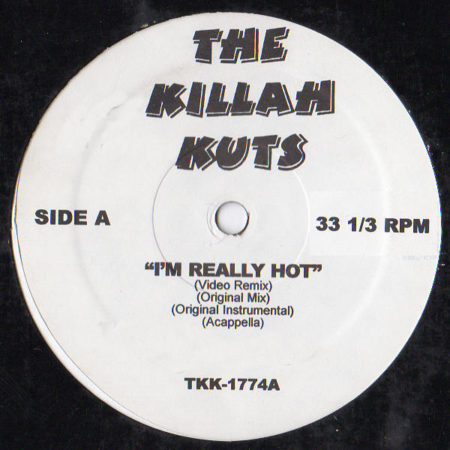 THE
KILLAH
KUTS
SIDE A
33 1/3 RPM
“I'M REALLY HOT”
(Video Remix)
(Original Mix)
(Original Instrumental)
(Acappella)
TKK-1774A